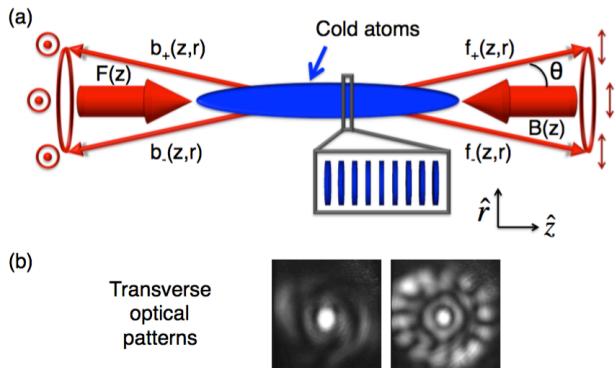 (a)
Cold atoms
b₊(z,r)
f₊(z,r)
F(z)
θ
B(z)
b₋(z,r)
f₋(z,r)
r̂
ẑ
(b)
Transverse
optical
patterns